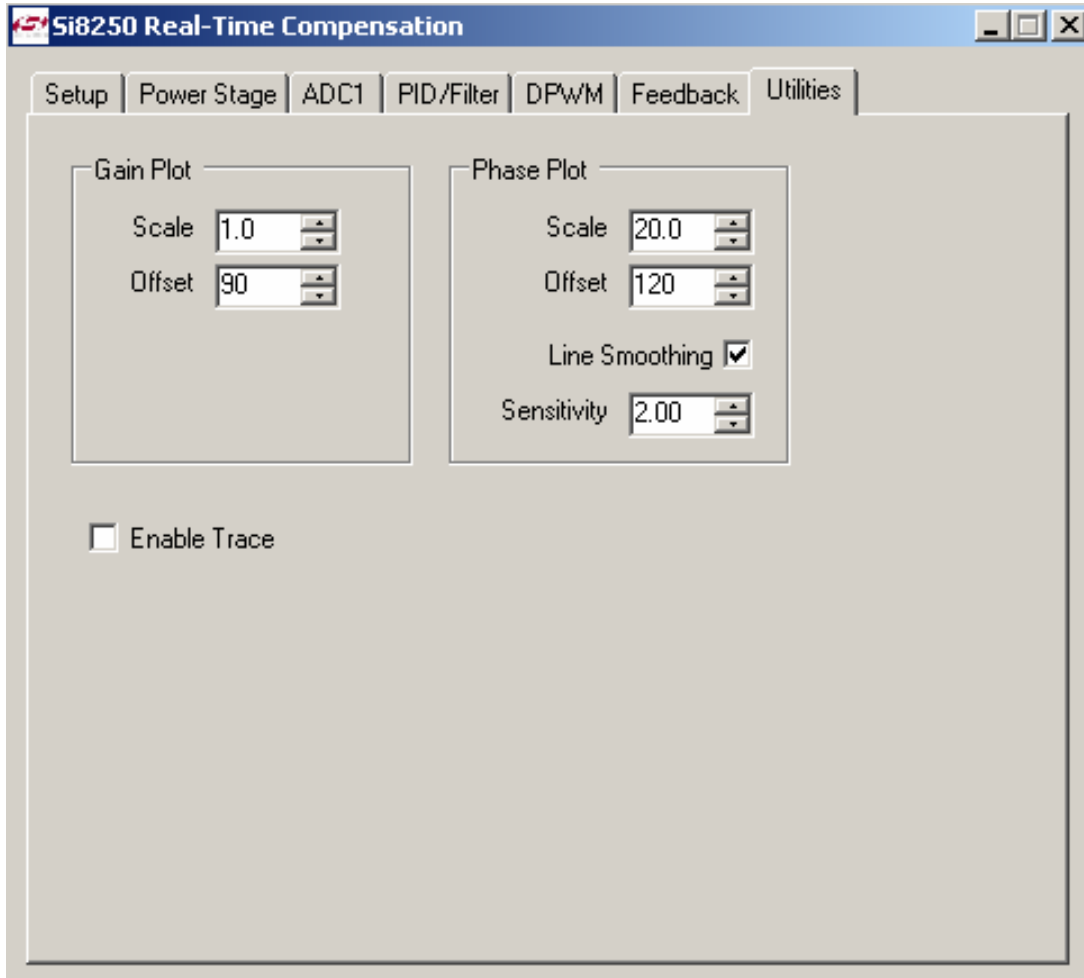 Si8250 Real-Time Compensation
Setup Power Stage ADC1 PID/Filter DPWM Feedback Utilities
Gain Plot
Scale 1.0
Offset 90
Phase Plot
Scale 20.0
Offset 120
Line Smoothing
Sensitivity 2.00
Enable Trace